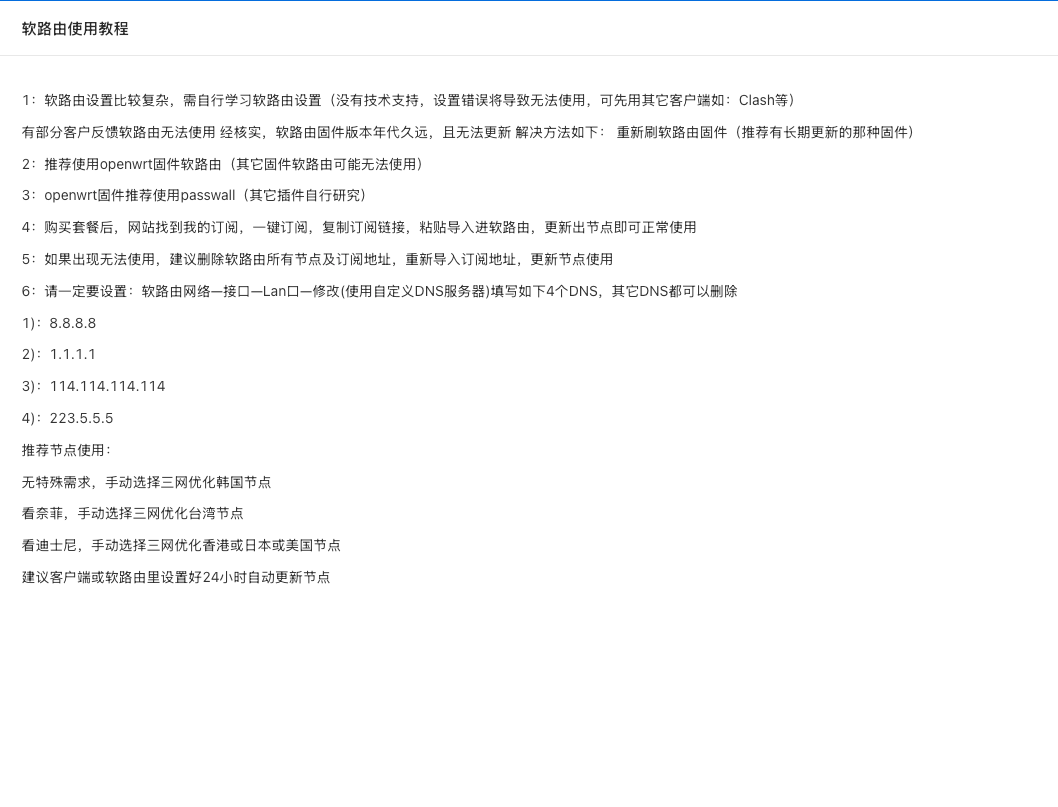 软路由使用教程
1：软路由设置比较复杂，需自行学习软路由设置（没有技术支持，设置错误将导致无法使用，可先用其它客户端如：Clash等）
有部分客户反馈软路由无法使用 经核实，软路由固件版本年代久远，且无法更新 解决方法如下： 重新刷软路由固件（推荐有长期更新的那种固件）
2：推荐使用openwrt固件软路由（其它固件软路由可能无法使用）
3：openwrt固件推荐使用passwall（其它插件自行研究）
4：购买套餐后，网站找到我的订阅，一键订阅，复制订阅链接，粘贴导入进软路由，更新出节点即可正常使用
5：如果出现无法使用，建议删除软路由所有节点及订阅地址，重新导入订阅地址，更新节点使用
6：请一定要设置：软路由网络—接口—Lan口—修改(使用自定义DNS服务器)填写如下4个DNS，其它DNS都可以删除
1)：8.8.8.8
2)：1.1.1.1
3)：114.114.114.114
4)：223.5.5.5
推荐节点使用：
无特殊需求，手动选择三网优化韩国节点
看奈菲，手动选择三网优化台湾节点
看迪士尼，手动选择三网优化香港或日本或美国节点
建议客户端或软路由里设置好24小时自动更新节点